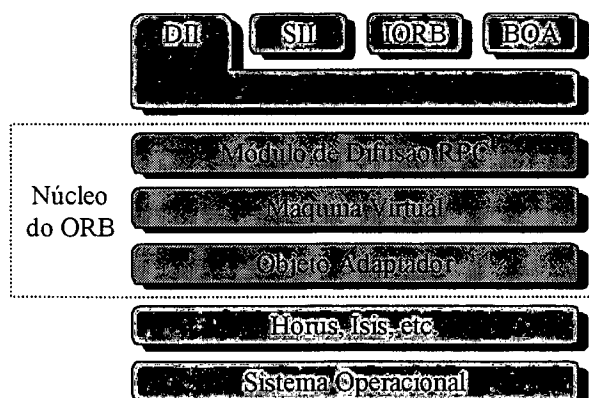 DII SII IORB BOA
Módulo de Difusão RPC
Núcleo do ORB
Máquina Virtual
Objeto Adaptador
Horus, Isis, etc.
Sistema Operacional